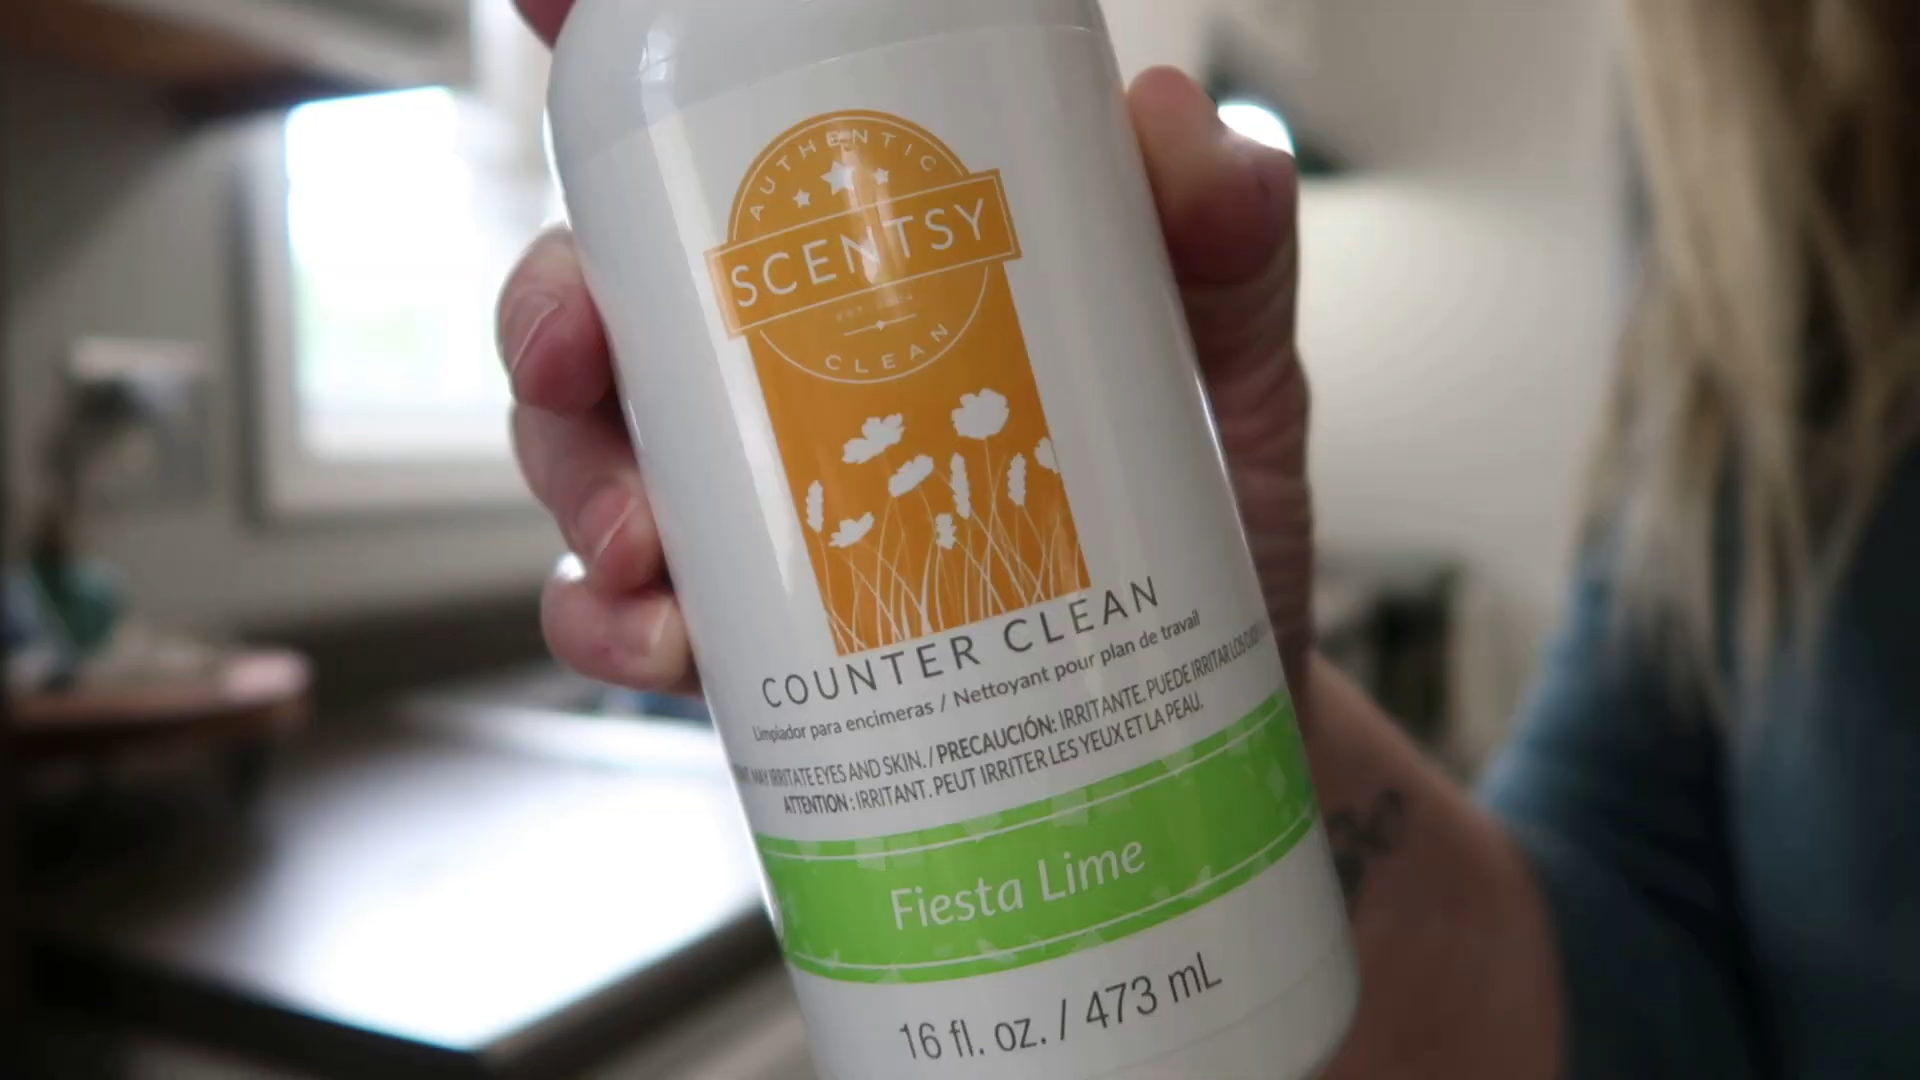 AUTHENTIC
SCENTSY
CLEAN
COUNTER CLEAN
Limpiador para encimeras / Nettoyant pour plan de travail
MAY IRRITATE EYES AND SKIN. / PRECAUCIÓN: IRRITANTE. PUEDE IRRITAR LOS
ATTENTION : IRRITANT. PEUT IRRITER LES YEUX ET LA PEAU.
Fiesta Lime
16 fl. oz. / 473 mL